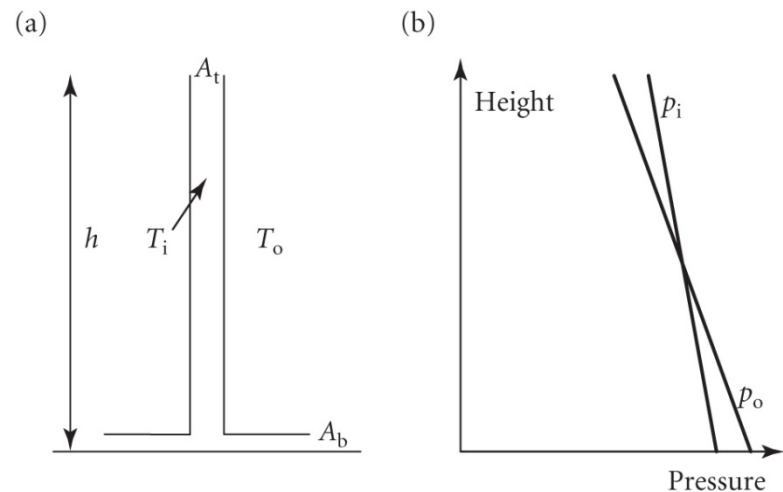 (a)
A_t
h
T_i
T_o
A_b
(b)
Height
p_i
p_o
Pressure